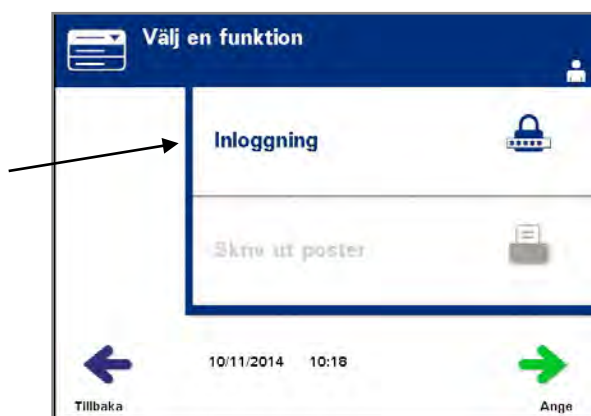 Välj en funktion
Inloggning
Skriv ut poster
10/11/2014 10:18
Tillbaka
Ange